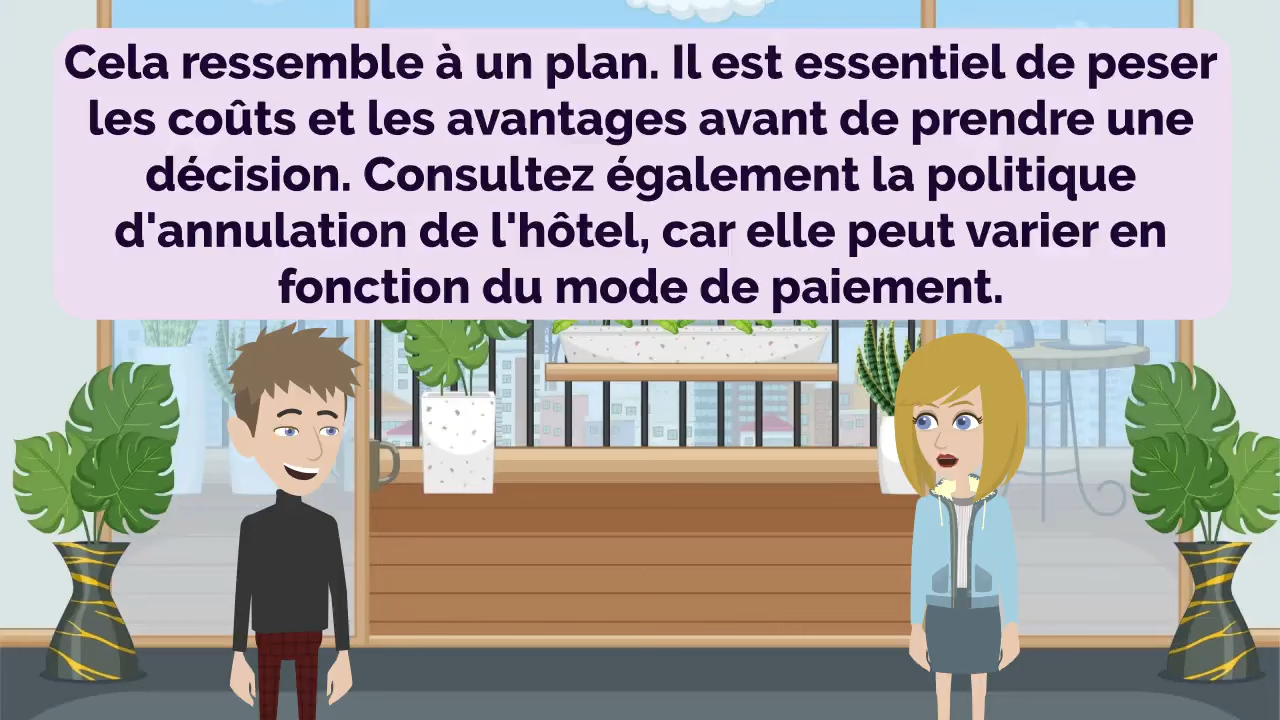 Cela ressemble à un plan. Il est essentiel de peser
les coûts et les avantages avant de prendre une
décision. Consultez également la politique
d'annulation de l'hôtel, car elle peut varier en
fonction du mode de paiement.